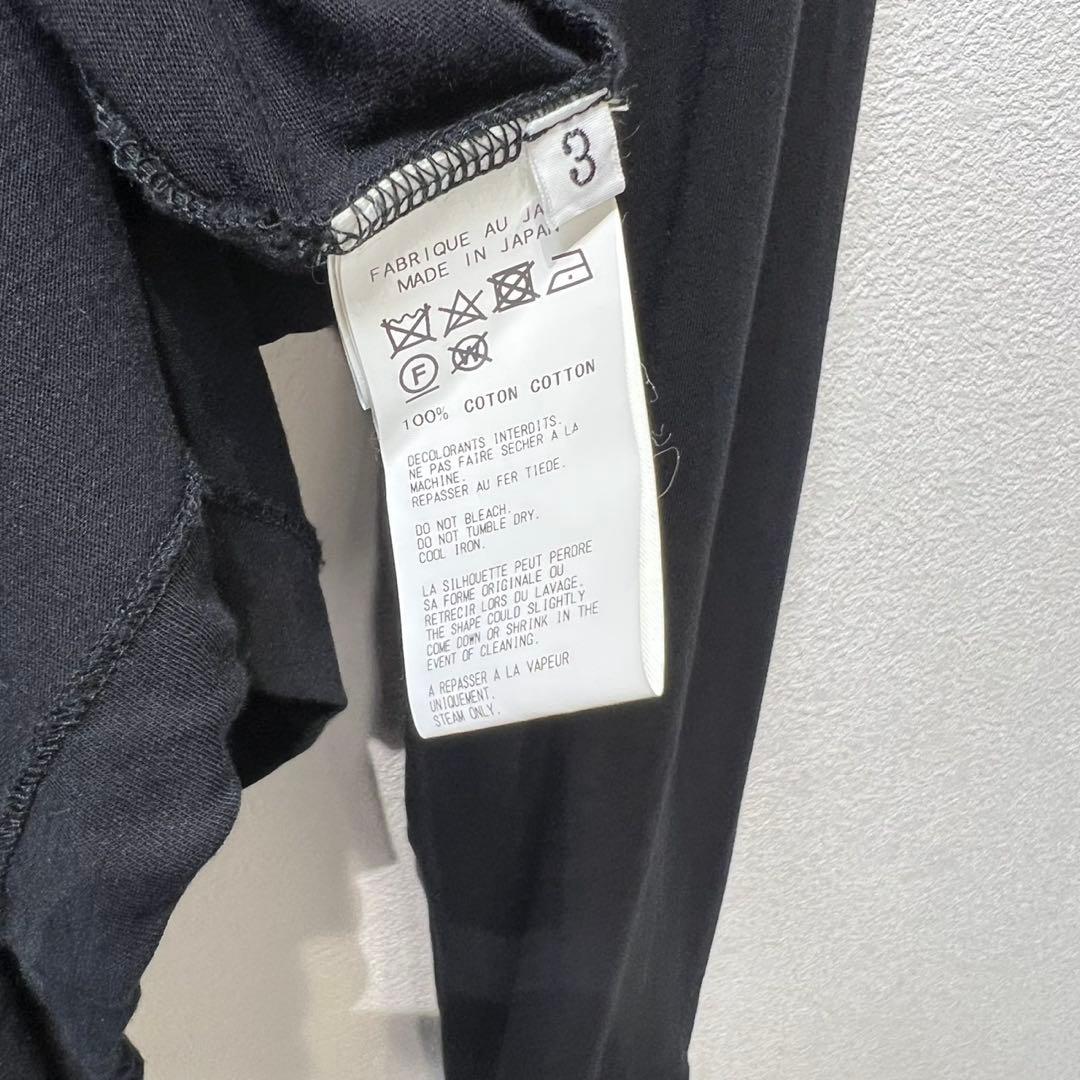 3
FABRIQUE AU JA
MADE IN JAPAN
F W
100% COTON COTTON
DECOLORANTS INTERDITS.
NE PAS FAIRE SECHER A LA
MACHINE.
REPASSER AU FER TIEDE.
DO NOT BLEACH.
DO NOT TUMBLE DRY.
COOL IRON.
LA SILHOUETTE PEUT PERDRE
SA FORME ORIGINALE OU
RETRECIR LORS DU LAVAGE.
THE SHAPE COULD SLIGHTLY
COME DOWN OR SHRINK IN THE
EVENT OF CLEANING.
A REPASSER A LA VAPEUR
UNIQUEMENT.
STEAM ONLY.